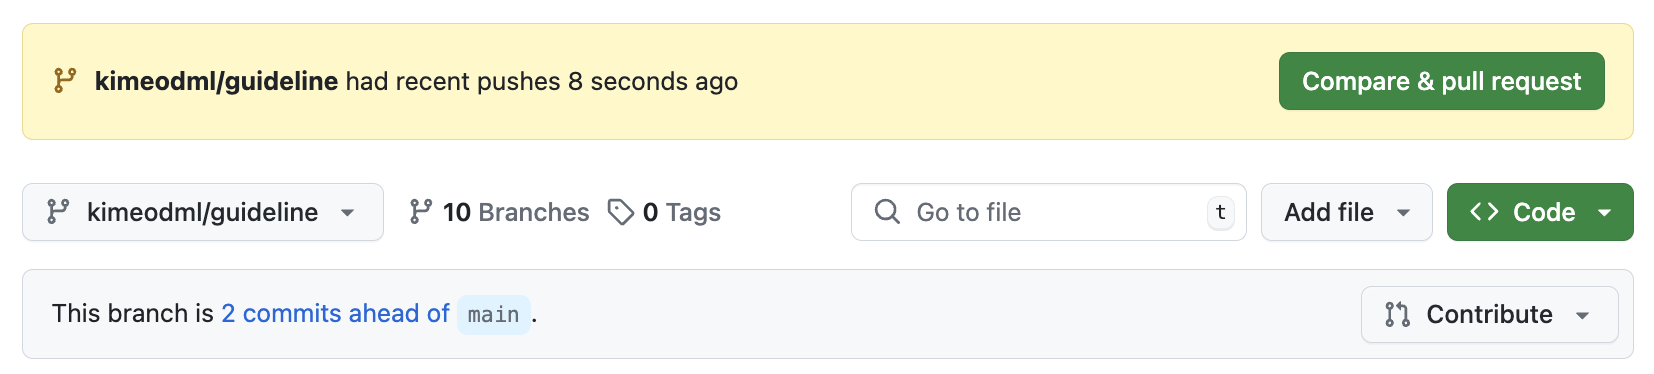 kimeodml/guideline had recent pushes 8 seconds ago
Compare & pull request
kimeodml/guideline
10 Branches
0 Tags
Go to file
t
Add file
Code
This branch is 2 commits ahead of main.
Contribute